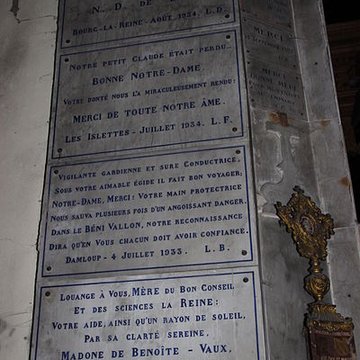 N. D. DE
BOURG-LA-REINE - AOÛT 1934. L. D.
NOTRE PETIT CLAUDE ÉTAIT PERDU...
BONNE NOTRE-DAME,
VOTRE BONTÉ NOUS L'A MIRACULEUSEMENT RENDU:
MERCI DE TOUTE NOTRE ÂME.
LES ISLETTES - JUILLET 1934. L. F.
VIGILANTE GARDIENNE ET SURE CONDUCTRICE,
SOUS VOTRE AIMABLE ÉGIDE IL FAIT BON VOYAGER;
NOTRE-DAME, MERCI: VOTRE MAIN PROTECTRICE
NOUS SAUVA PLUSIEURS FOIS D'UN ANGOISSANT DANGER.
DANS LE BÉNI VALLON, NOTRE RECONNAISSANCE
DIRA QU'EN VOUS CHACUN DOIT AVOIR CONFIANCE.
DAMLOUP - 4 JUILLET 1933. L. B.
LOUANGE À VOUS, MÈRE DU BON CONSEIL
ET DES SCIENCES LA REINE:
VOTRE AIDE, AINSI QU'UN RAYON DE SOLEIL,
PAR SA CLARTÉ SEREINE,
MADONE DE BENOÎTE - VAUX,
MERCI
MERCI